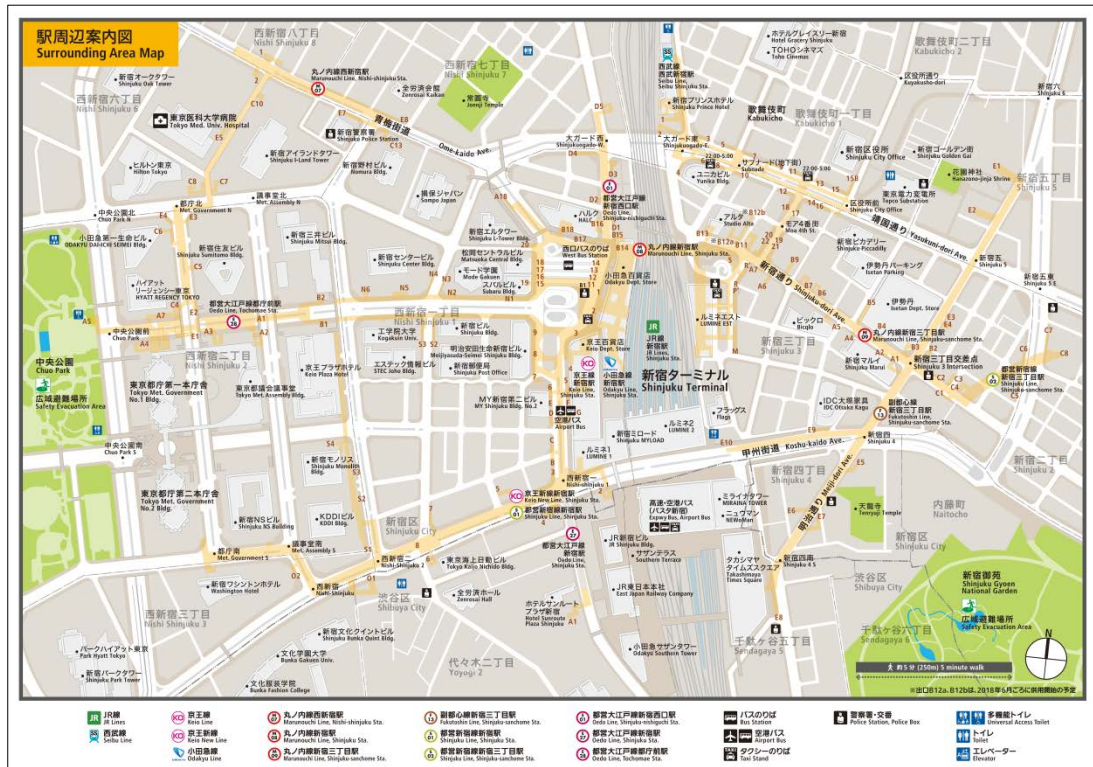 駅周辺案内図
Surrounding Area Map
西新宿八丁目
Nishi Shinjuku 8
丸ノ内線西新宿駅
Marunouchi Line, Nishi-shinjuku Sta.
全労済会館
Zenrosai Kaikan
西新宿七丁目
Nishi Shinjuku 7
常圓寺
Joenji Temple
西武線
西武新宿駅
Seibu Line,
Seibu Shinjuku Sta.
ホテルグレイスリー新宿
Hotel Gracery Shinjuku
TOHOシネマズ
Toho Cinemas
歌舞伎町二丁目
Kabukicho 2
区役所通り
Kuyakusho-dori
新宿六
Shinjuku 6
新宿オークタワー
Shinjuku Oak Tower
西新宿六丁目
Nishi Shinjuku 6
東京医科大学病院
Tokyo Med. Univ. Hospital
新宿警察署
Shinjuku Police Station
青梅街道
Ome-kaido Ave.
新宿プリンスホテル
Shinjuku Prince Hotel
歌舞伎町
Kabukicho
歌舞伎町一丁目
Kabukicho 1
大ガード西
Shinjukuogado-W.
大ガード東
Shinjukuogado-E.
新宿区役所
Shinjuku City Office
新宿ゴールデン街
Shinjuku Golden Gai
花園神社
Hanazono-jinja Shrine
新宿五丁目
Shinjuku 5
ヒルトン東京
Hilton Tokyo
新宿アイランドタワー
Shinjuku I-Land Tower
新宿野村ビル
Nomura Bldg.
損保ジャパン
Sompo Japan
サブナード(地下街)
Subnade
22:00-5:00
22:00-5:00
ユニカビル
Yunika Bldg.
東京電力変電所
Tepco Substation
区役所前
Shinjuku City Office
都庁北
Met. Government N
議事堂北
Met. Assembly N
中央公園北
Chuo Park N
小田急第一生命ビル
ODAKYU DAI-ICHI SEIMEI Bldg.
新宿住友ビル
Shinjuku Sumitomo Bldg.
新宿三井ビル
Shinjuku Mitsui Bldg.
新宿センタービル
Shinjuku Center Bldg.
新宿エルタワー
Shinjuku L-Tower Bldg.
松岡セントラルビル
Matsuoka Central Bldg.
モード学園
Mode Gakuen
スバルビル
Subaru Bldg.
ハルク
HALC
都営大江戸線
新宿西口駅
Oedo Line,
Shinjuku-nishiguchi Sta.
西口バスのりば
West Bus Station
丸ノ内線新宿駅
Marunouchi Line, Shinjuku Sta.
小田急百貨店
Odakyu Dept. Store
アルタ
Studio Alta
モア4番街
Moa 4th St.
靖国通り
Yasukuni-dori Ave.
新宿ピカデリー
Shinjuku Piccadilly
伊勢丹パーキング
Isetan Parking
伊勢丹
Isetan Dept. Store
新宿通り
Shinjuku-dori Ave.
新宿五
Shinjuku 5
新宿五東
Shinjuku 5 E
ハイアット
リージェンシー東京
HYATT REGENCY TOKYO
都営大江戸線都庁前駅
Oedo Line, Tochomae Sta.
西新宿一丁目
Nishi Shinjuku 1
西新宿二丁目
Nishi Shinjuku 2
中央公園前
Chuo Park
中央公園
Chuo Park
広域避難場所
Safety Evacuation Area
東京都庁第一本庁舎
Tokyo Met. Government
No.1 Bldg.
東京都議会議事堂
Tokyo Met. Assembly Bldg.
京王プラザホテル
Keio Plaza Hotel
工学院大学
Kogakuin Univ.
エステック情報ビル
STEC Joho Bldg.
新宿ビル
Shinjuku Bldg.
明治安田生命新宿ビル
Meijiyasuda-Seimei Shinjuku Bldg.
新宿郵便局
Shinjuku Post Office
MY新宿第二ビル
MY Shinjuku Bldg. No.2
京王百貨店
Keio Dept. Store
京王線
新宿駅
Keio Line,
Shinjuku Sta.
小田急線
新宿駅
Odakyu Line,
Shinjuku Sta.
JR
JR線
新宿駅
JR Lines,
Shinjuku Sta.
新宿ターミナル
Shinjuku Terminal
ルミネエスト
LUMINE EST
ビックロ
Bicqlo
新宿三丁目
Shinjuku 3
丸ノ内線新宿三丁目駅
Marunouchi Line, Shinjuku-sanchome Sta.
新宿マルイ
Shinjuku Marui
新宿三丁目交差点
Shinjuku 3 Intersection
都営新宿線
新宿三丁目駅
Shinjuku Line,
Shinjuku-sanchome Sta.
IDC大塚家具
IDC Otsuka Kagu
副都心線
新宿三丁目駅
Fukutoshin Line,
Shinjuku-sanchome Sta.
空港バス
Airport Bus
新宿ミロード
Shinjuku MYLOAD
ルミネ2
LUMINE 2
フラッグス
Flags
ルミネ1
LUMINE 1
甲州街道
Koshu-kaido Ave.
新宿四
Shinjuku 4
新宿二丁目
Shinjuku 2
中央公園南
Chuo Park S
東京都庁第二本庁舎
Tokyo Met. Government
No.2 Bldg.
新宿モノリス
Shinjuku Monolith
Bldg.
新宿NSビル
Shinjuku NS Building
KDDIビル
KDDI Bldg.
新宿区
Shinjuku City
京王新線新宿駅
Keio New Line, Shinjuku Sta.
都営新宿線新宿駅
Shinjuku Line, Shinjuku Sta.
西新宿一
Nishi-shinjuku 1
都営大江戸線
新宿駅
Oedo Line,
Shinjuku Sta.
高速・空港バス
(バスタ新宿)
Expwy Bus, Airport Bus
ミライナタワー
MIRAINA TOWER
ニュウマン
NEWoMan
新宿四丁目
Shinjuku 4
明治通り
Meiji-dori Ave.
天龍寺
Tenryuji Temple
内藤町
Naitocho
新宿区
Shinjuku City
都庁南
Met. Government S
議事堂南
Met. Assembly S
西新宿二
Nishi-Shinjuku 2
東京海上日動ビル
Tokyo Kaijo Nichido Bldg.
JR新宿ビル
JR Shinjuku Bldg.
サザンテラス
Southern Terrace
タカシマヤ
タイムズスクエア
Takashimaya
Times Square
新宿四南
Shinjuku 4 S
渋谷区
Shibuya City
新宿御苑
Shinjuku Gyoen
National Garden
広域避難場所
Safety Evacuation Area
新宿ワシントンホテル
Washington Hotel
西新宿
Nishi-Shinjuku
西新宿三丁目
Nishi Shinjuku 3
渋谷区
Shibuya City
全労済ホール
Zenrosai Hall
ホテルサンルート
プラザ新宿
Hotel Sunroute
Plaza Shinjuku
JR東日本本社
East Japan Railway Company
千駄ヶ谷六丁目
Sendagaya 6
千駄ヶ谷五丁目
Sendagaya 5
新宿文化クイントビル
Shinjuku Bunka Quint Bldg.
パークハイアット東京
Park Hyatt Tokyo
新宿パークタワー
Shinjuku Park Tower
文化学園大学
Bunka Gakuen Univ.
文化服装学院
Bunka Fashion College
代々木二丁目
Yoyogi 2
小田急サザンタワー
Odakyu Southern Tower
N
約5分 (250m) 5 minute walk
※出口B12a、B12bは、2018年6月ごろに供用開始の予定
JR線
JR Lines
西武線
Seibu Line
京王線
Keio Line
京王新線
Keio New Line
小田急線
Odakyu Line
丸ノ内線西新宿駅
Marunouchi Line, Nishi-shinjuku Sta.
丸ノ内線新宿駅
Marunouchi Line, Shinjuku Sta.
丸ノ内線新宿三丁目駅
Marunouchi Line, Shinjuku-sanchome Sta.
副都心線新宿三丁目駅
Fukutoshin Line, Shinjuku-sanchome Sta.
都営新宿線新宿駅
Shinjuku Line, Shinjuku Sta.
都営新宿線新宿三丁目駅
Shinjuku Line, Shinjuku-sanchome Sta.
都営大江戸線新宿西口駅
Oedo Line, Shinjuku-nishiguchi Sta.
都営大江戸線新宿駅
Oedo Line, Shinjuku Sta.
都営大江戸線都庁前駅
Oedo Line, Tochomae Sta.
バスのりば
Bus Station
空港バス
Airport Bus
タクシーのりば
Taxi Stand
警察署・交番
Police Station, Police Box
多機能トイレ
Universal Access Toilet
トイレ
Toilet
エレベーター
Elevator